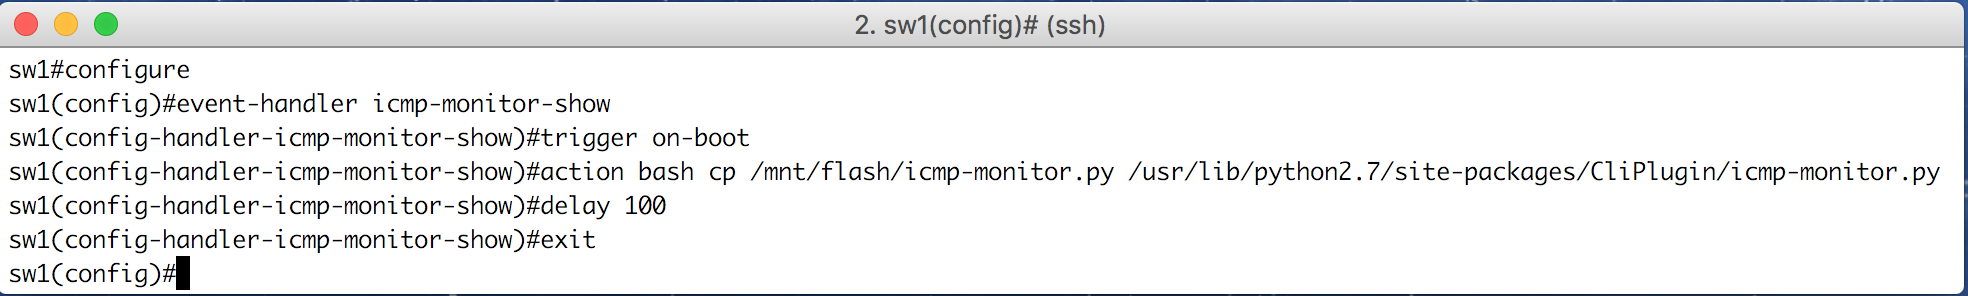 2. sw1(config)# (ssh)
sw1#configure
sw1(config)#event-handler icmp-monitor-show
sw1(config-handler-icmp-monitor-show)#trigger on-boot
sw1(config-handler-icmp-monitor-show)#action bash cp /mnt/flash/icmp-monitor.py /usr/lib/python2.7/site-packages/CliPlugin/icmp-monitor.py
sw1(config-handler-icmp-monitor-show)#delay 100
sw1(config-handler-icmp-monitor-show)#exit
sw1(config)#